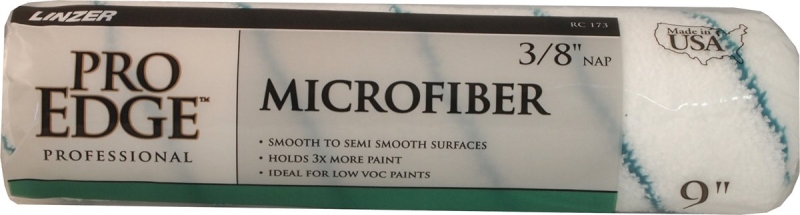 LINZER
RC 173
PRO
EDGE™
PROFESSIONAL
3/8" NAP
MICROFIBER
• SMOOTH TO SEMI SMOOTH SURFACES
• HOLDS 3X MORE PAINT
• IDEAL FOR LOW VOC PAINTS
Made in
USA
9"